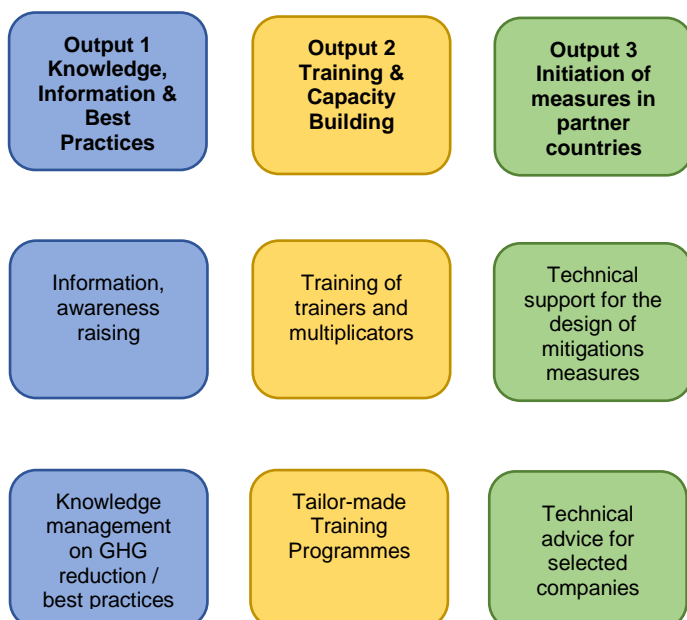 Output 1
Knowledge,
Information &
Best
Practices
Output 2
Training &
Capacity
Building
Output 3
Initiation of
measures in
partner
countries
Information,
awareness
raising
Training of
trainers and
multiplicators
Technical
support for the
design of
mitigations
measures
Knowledge
management
on GHG
reduction /
best practices
Tailor-made
Training
Programmes
Technical
advice for
selected
companies